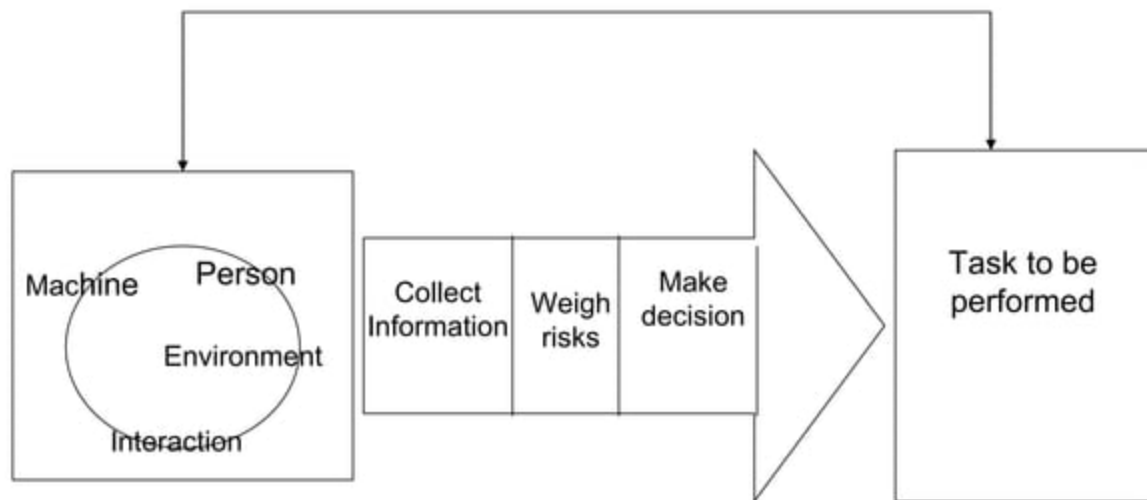 Machine
Person
Environment
Interaction
Collect
Information
Weigh
risks
Make
decision
Task to be
performed